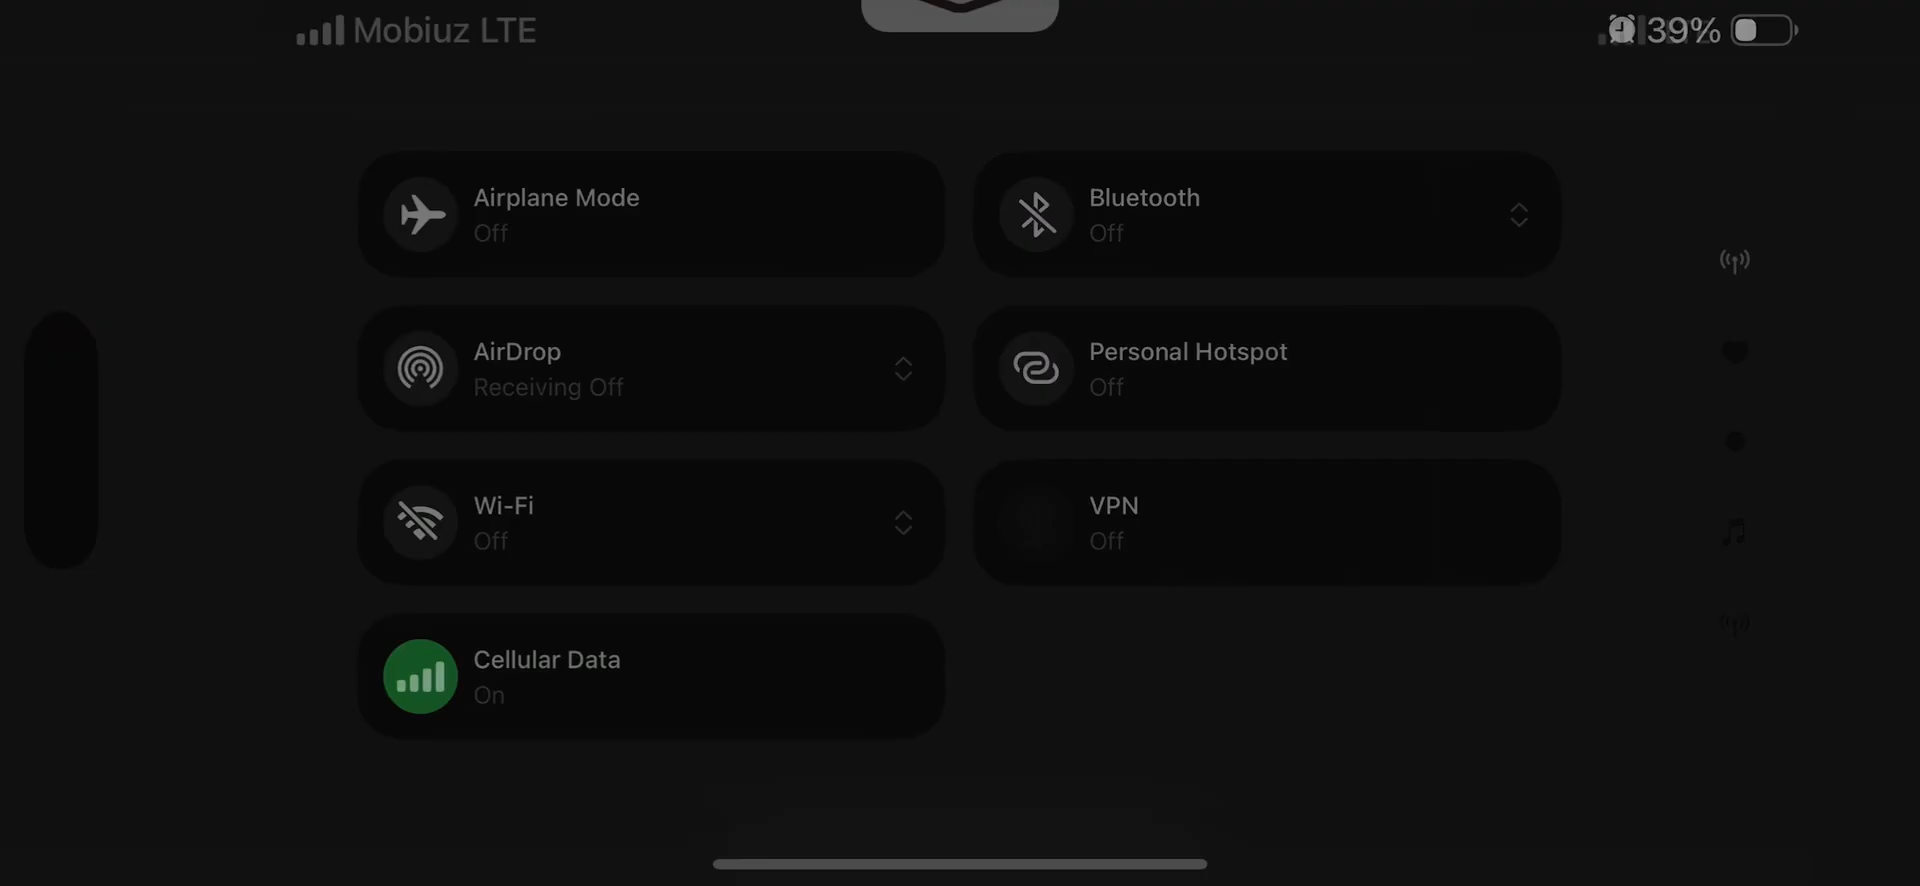 Mobiuz LTE
39%
Airplane Mode
Off
Bluetooth
Off
AirDrop
Receiving Off
Personal Hotspot
Off
Wi-Fi
Off
VPN
Off
Cellular Data
On